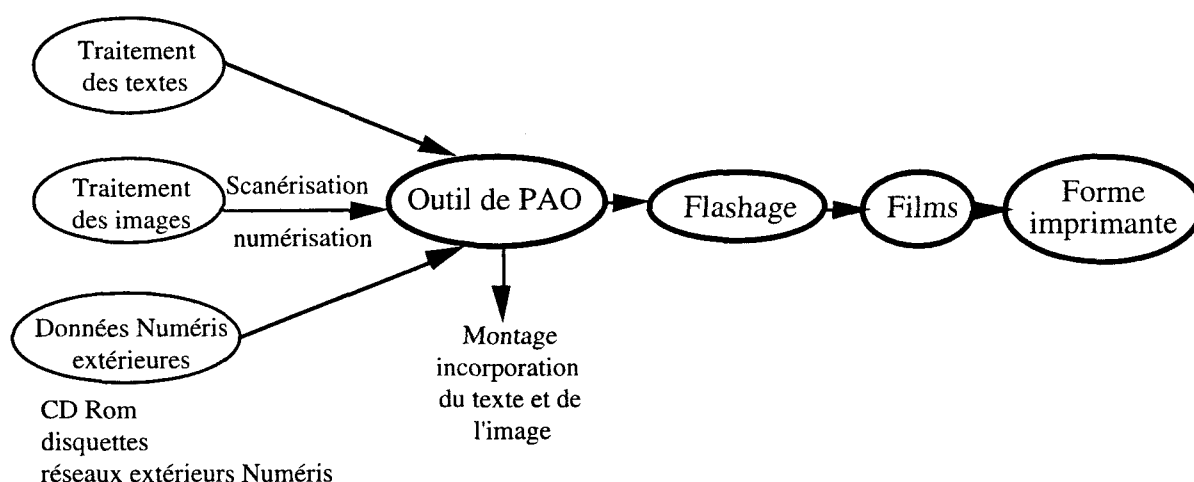 Traitement
des textes
Traitement
des images
Scanérisation
numérisation
Données Numéris
extérieures
CD Rom
disquettes
réseaux extérieurs Numéris
Outil de PAO
Montage
incorporation
du texte et de
l'image
Flashage
Films
Forme
imprimante